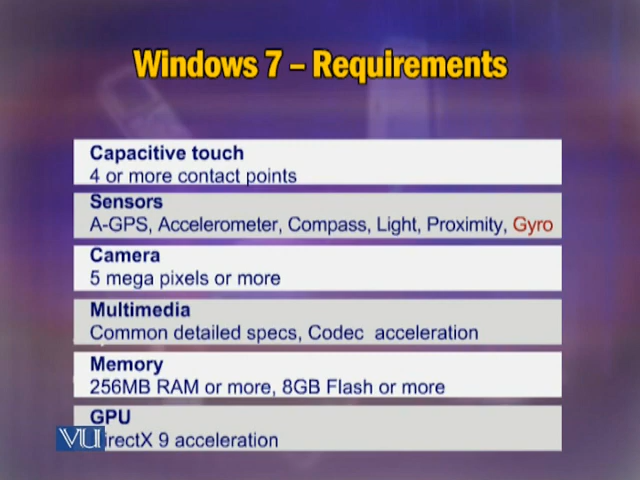 Windows 7 – Requirements
Capacitive touch
4 or more contact points
Sensors
A-GPS, Accelerometer, Compass, Light, Proximity, Gyro
Camera
5 mega pixels or more
Multimedia
Common detailed specs, Codec acceleration
Memory
256MB RAM or more, 8GB Flash or more
GPU
irectX 9 acceleration
VU